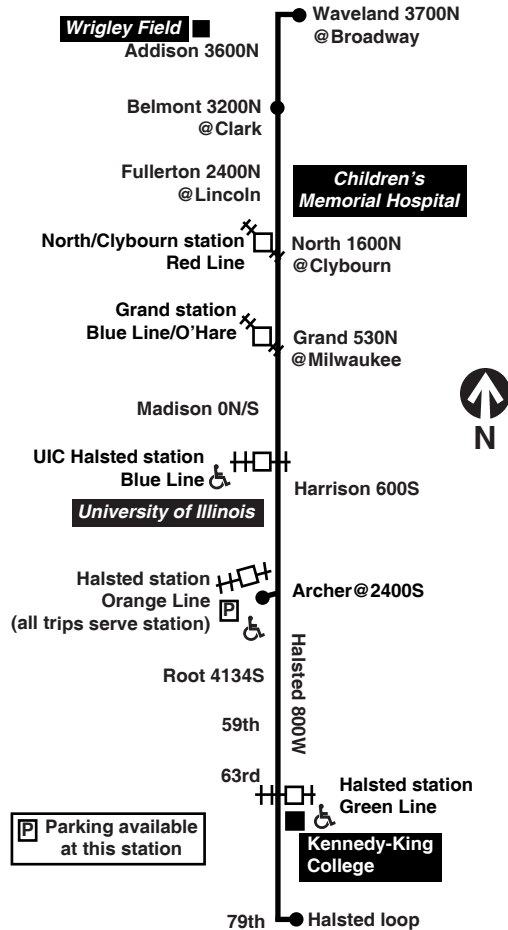 Waveland 3700N
@Broadway
Wrigley Field
Addison 3600N
Belmont 3200N
@Clark
Fullerton 2400N
@Lincoln
Children's
Memorial Hospital
North/Clybourn station
Red Line
North 1600N
@Clybourn
Grand station
Blue Line/O'Hare
Grand 530N
@Milwaukee
Madison 0N/S
N
UIC Halsted station
Blue Line
Harrison 600S
University of Illinois
Halsted station
Orange Line
(all trips serve station)
P
Archer@2400S
Halsted 800W
Root 4134S
59th
63rd
Halsted station
Green Line
Kennedy-King
College
P Parking available
at this station
79th
Halsted loop